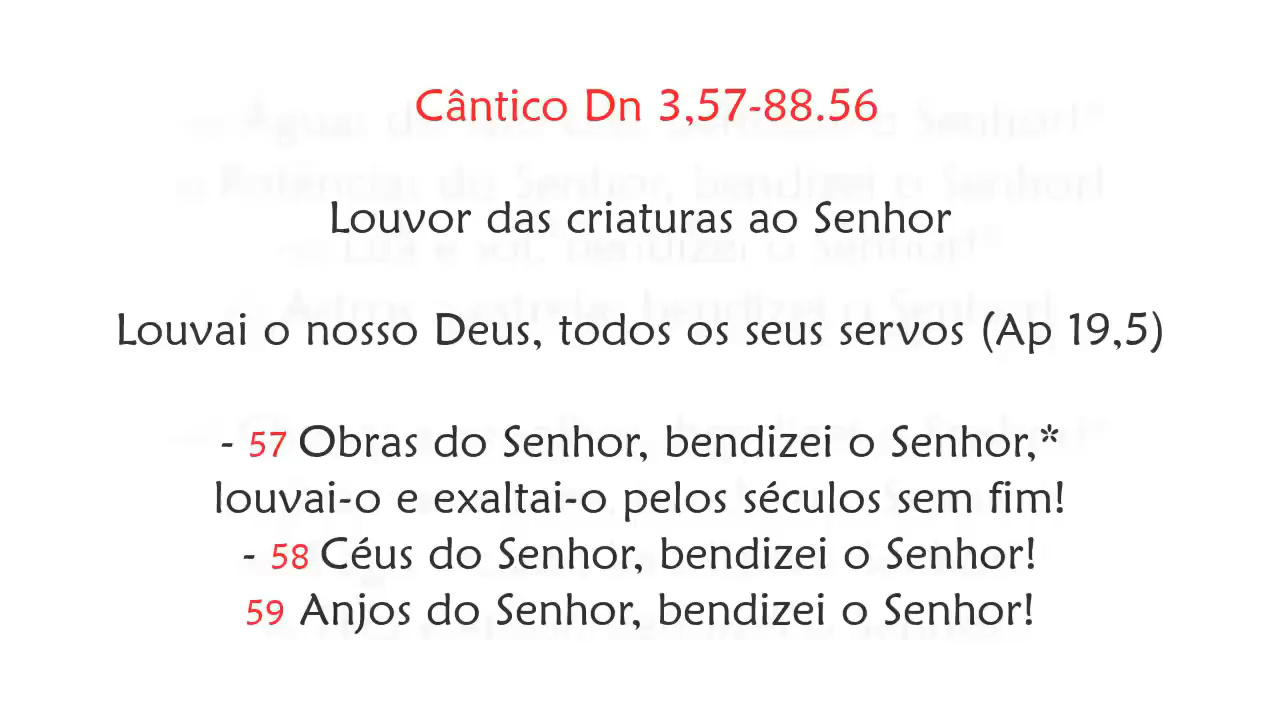 Cântico Dn 3,57-88.56
Louvor das criaturas ao Senhor
Louvai o nosso Deus, todos os seus servos (Ap 19,5)
- 57 Obras do Senhor, bendizei o Senhor,*
louvai-o e exaltai-o pelos séculos sem fim!
- 58 Céus do Senhor, bendizei o Senhor!
59 Anjos do Senhor, bendizei o Senhor!